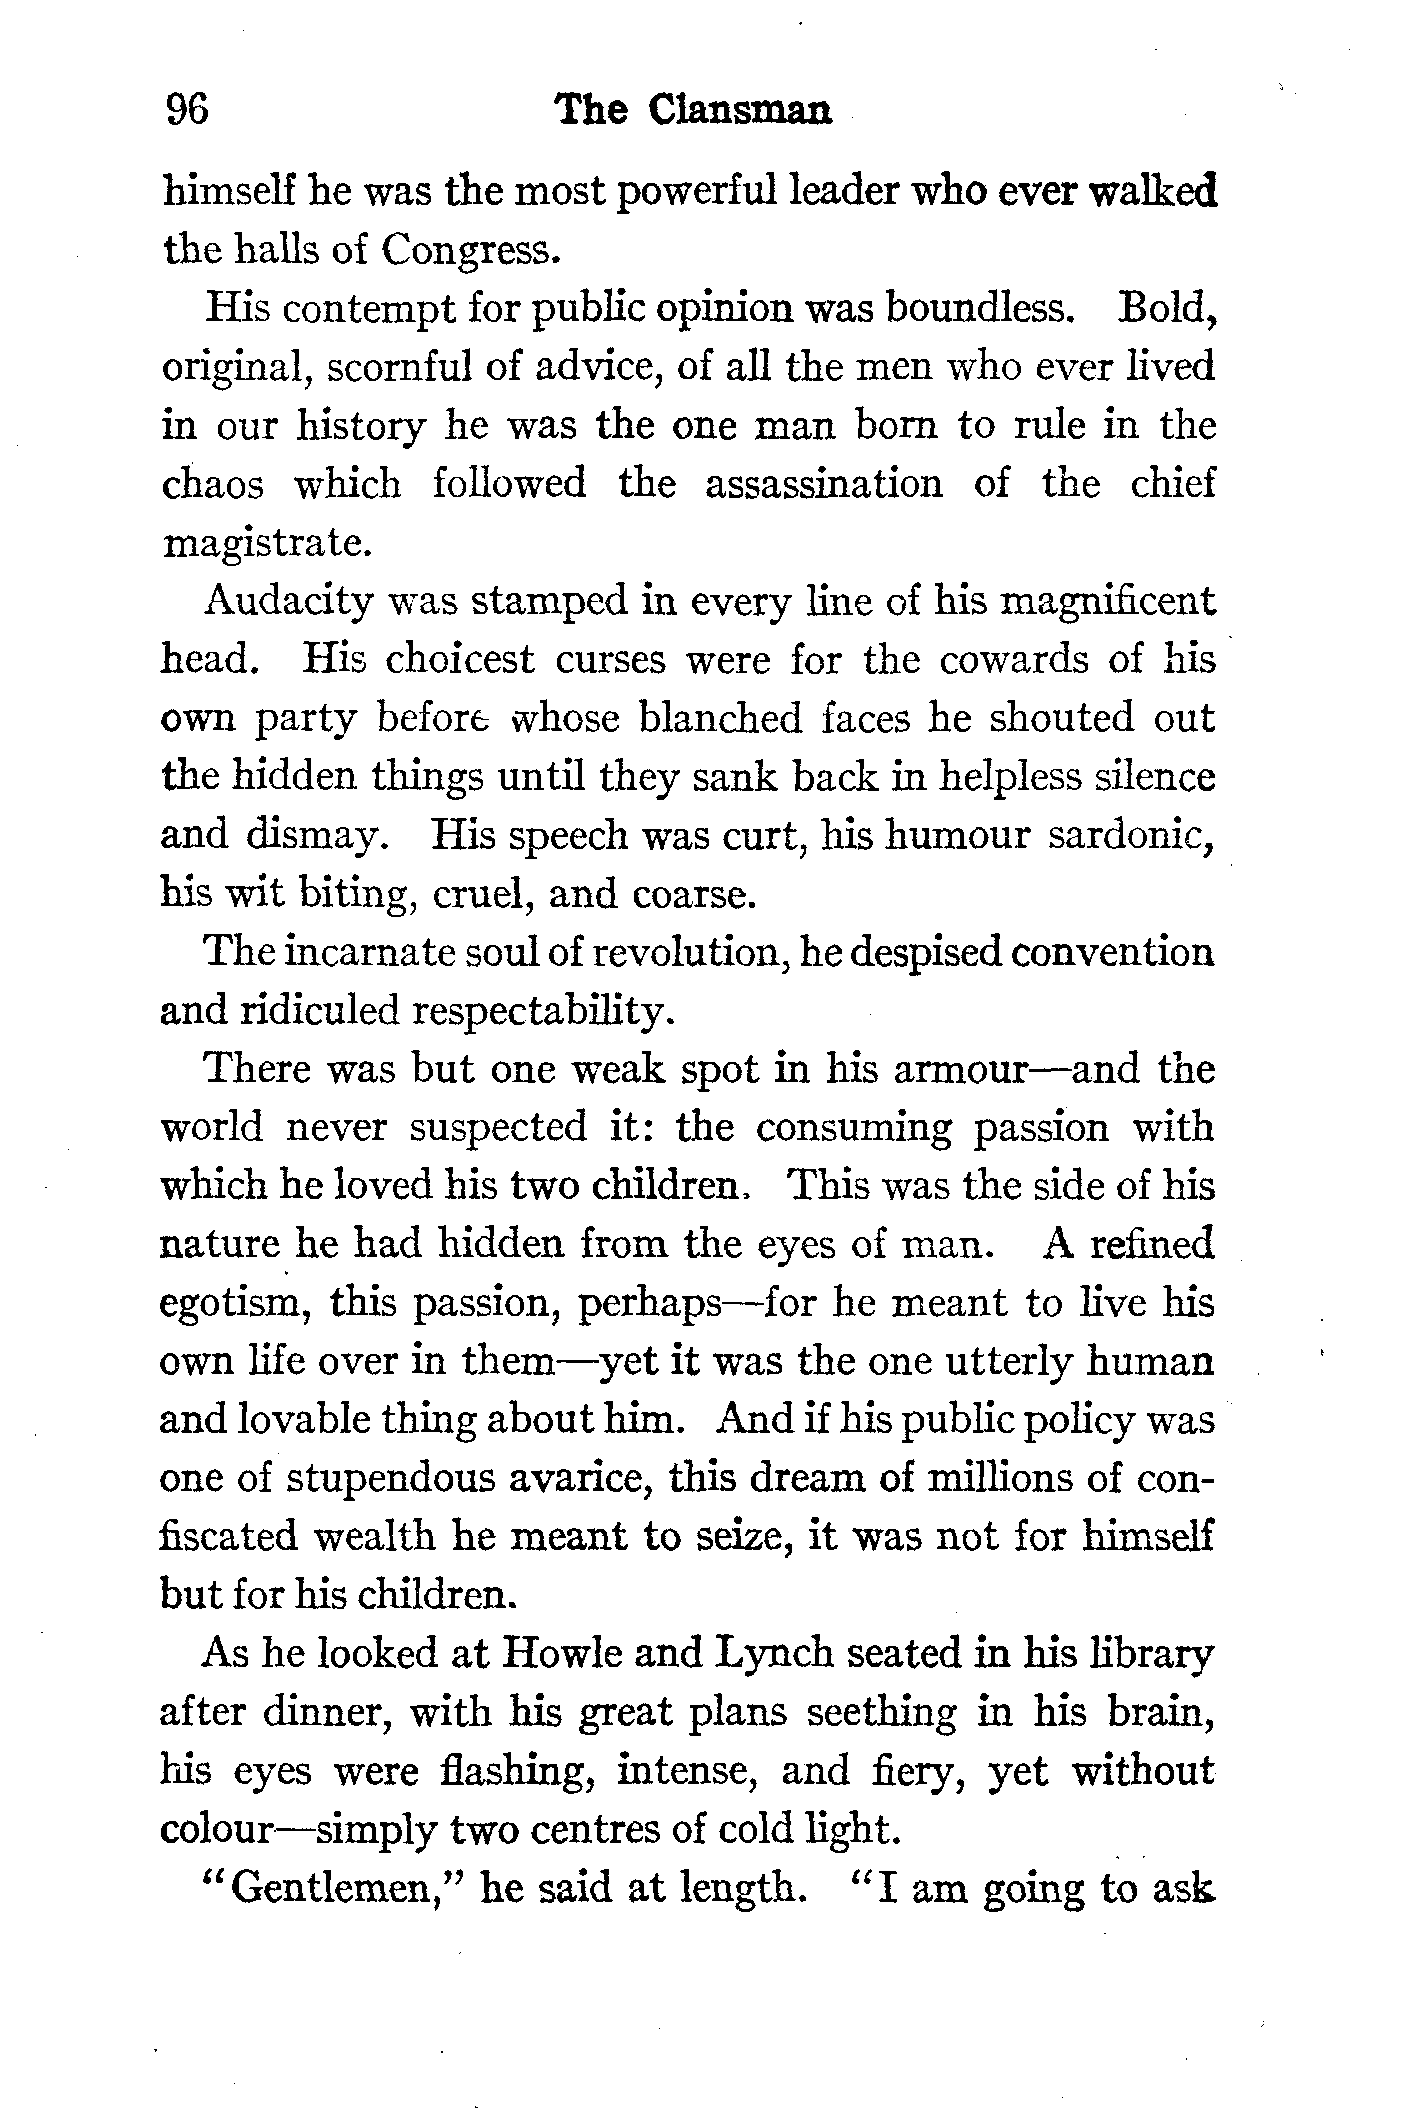 96 The Clansman
himself he was the most powerful leader who ever walked
the halls of Congress.
His contempt for public opinion was boundless. Bold,
original, scornful of advice, of all the men who ever lived
in our history he was the one man born to rule in the
chaos which followed the assassination of the chief
magistrate.
Audacity was stamped in every line of his magnificent
head. His choicest curses were for the cowards of his
own party before whose blanched faces he shouted out
the hidden things until they sank back in helpless silence
and dismay. His speech was curt, his humour sardonic,
his wit biting, cruel, and coarse.
The incarnate soul of revolution, he despised convention
and ridiculed respectability.
There was but one weak spot in his armour—and the
world never suspected it: the consuming passion with
which he loved his two children. This was the side of his
nature he had hidden from the eyes of man. A refined
egotism, this passion, perhaps—for he meant to live his
own life over in them—yet it was the one utterly human
and lovable thing about him. And if his public policy was
one of stupendous avarice, this dream of millions of con-
fiscated wealth he meant to seize, it was not for himself
but for his children.
As he looked at Howle and Lynch seated in his library
after dinner, with his great plans seething in his brain,
his eyes were flashing, intense, and fiery, yet without
colour—simply two centres of cold light.
"Gentlemen," he said at length. "I am going to ask